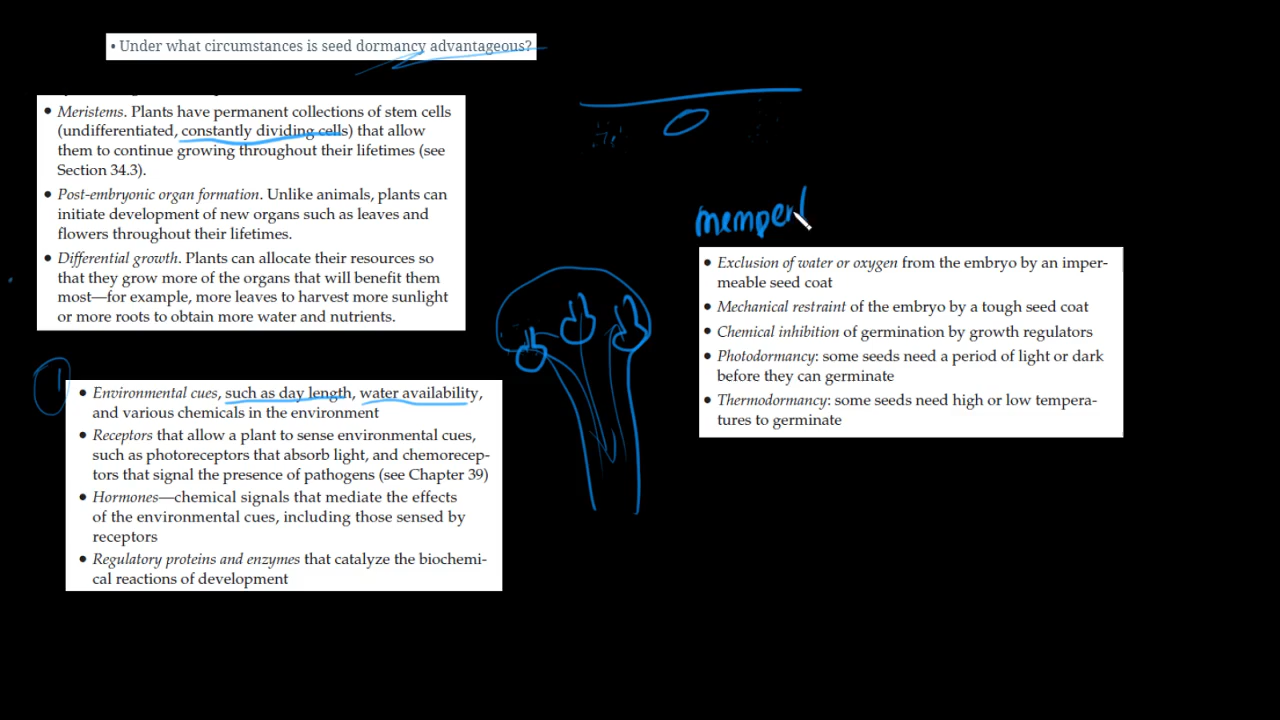 • Under what circumstances is seed dormancy advantageous?
• Meristems. Plants have permanent collections of stem cells
(undifferentiated, constantly dividing cells) that allow
them to continue growing throughout their lifetimes (see
Section 34.3).
• Post-embryonic organ formation. Unlike animals, plants can
initiate development of new organs such as leaves and
flowers throughout their lifetimes.
• Differential growth. Plants can allocate their resources so
that they grow more of the organs that will benefit them
most—for example, more leaves to harvest more sunlight
or more roots to obtain more water and nutrients.
1
• Environmental cues, such as day length, water availability,
and various chemicals in the environment
• Receptors that allow a plant to sense environmental cues,
such as photoreceptors that absorb light, and chemorecep-
tors that signal the presence of pathogens (see Chapter 39)
• Hormones—chemical signals that mediate the effects
of the environmental cues, including those sensed by
receptors
• Regulatory proteins and enzymes that catalyze the biochemi-
cal reactions of development
• Exclusion of water or oxygen from the embryo by an imper-
meable seed coat
• Mechanical restraint of the embryo by a tough seed coat
• Chemical inhibition of germination by growth regulators
• Photodormancy: some seeds need a period of light or dark
before they can germinate
• Thermodormancy: some seeds need high or low tempera-
tures to germinate